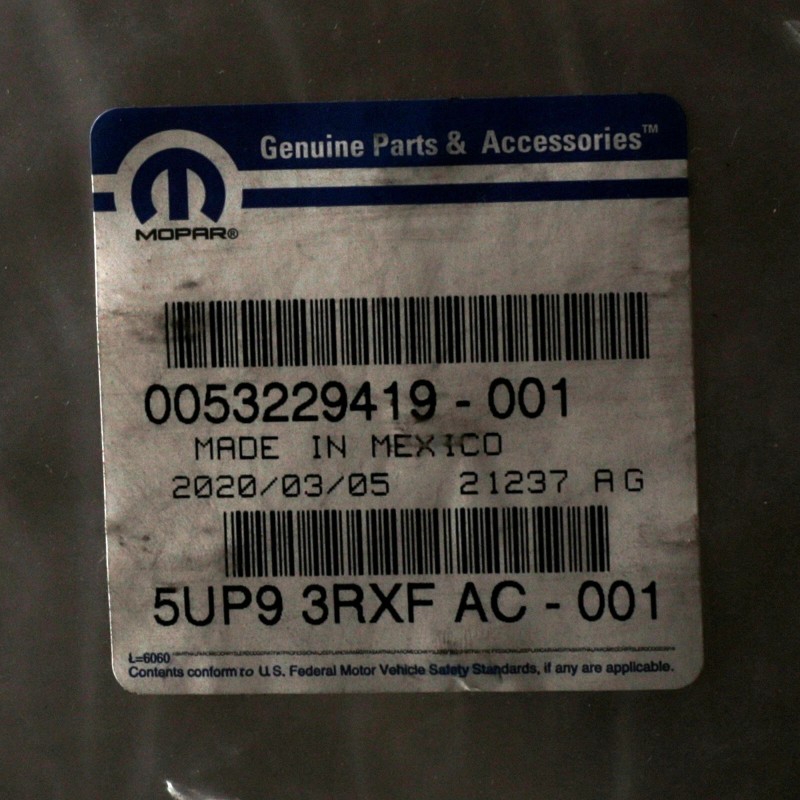 Genuine Parts & Accessories™
MOPAR®
0053229419 - 001
MADE IN MEXICO
2020/03/05 21237 AG
5UP9 3RXF AC - 001
L=6060
Contents conform to U.S. Federal Motor Vehicle Safety Standards, if any are applicable.